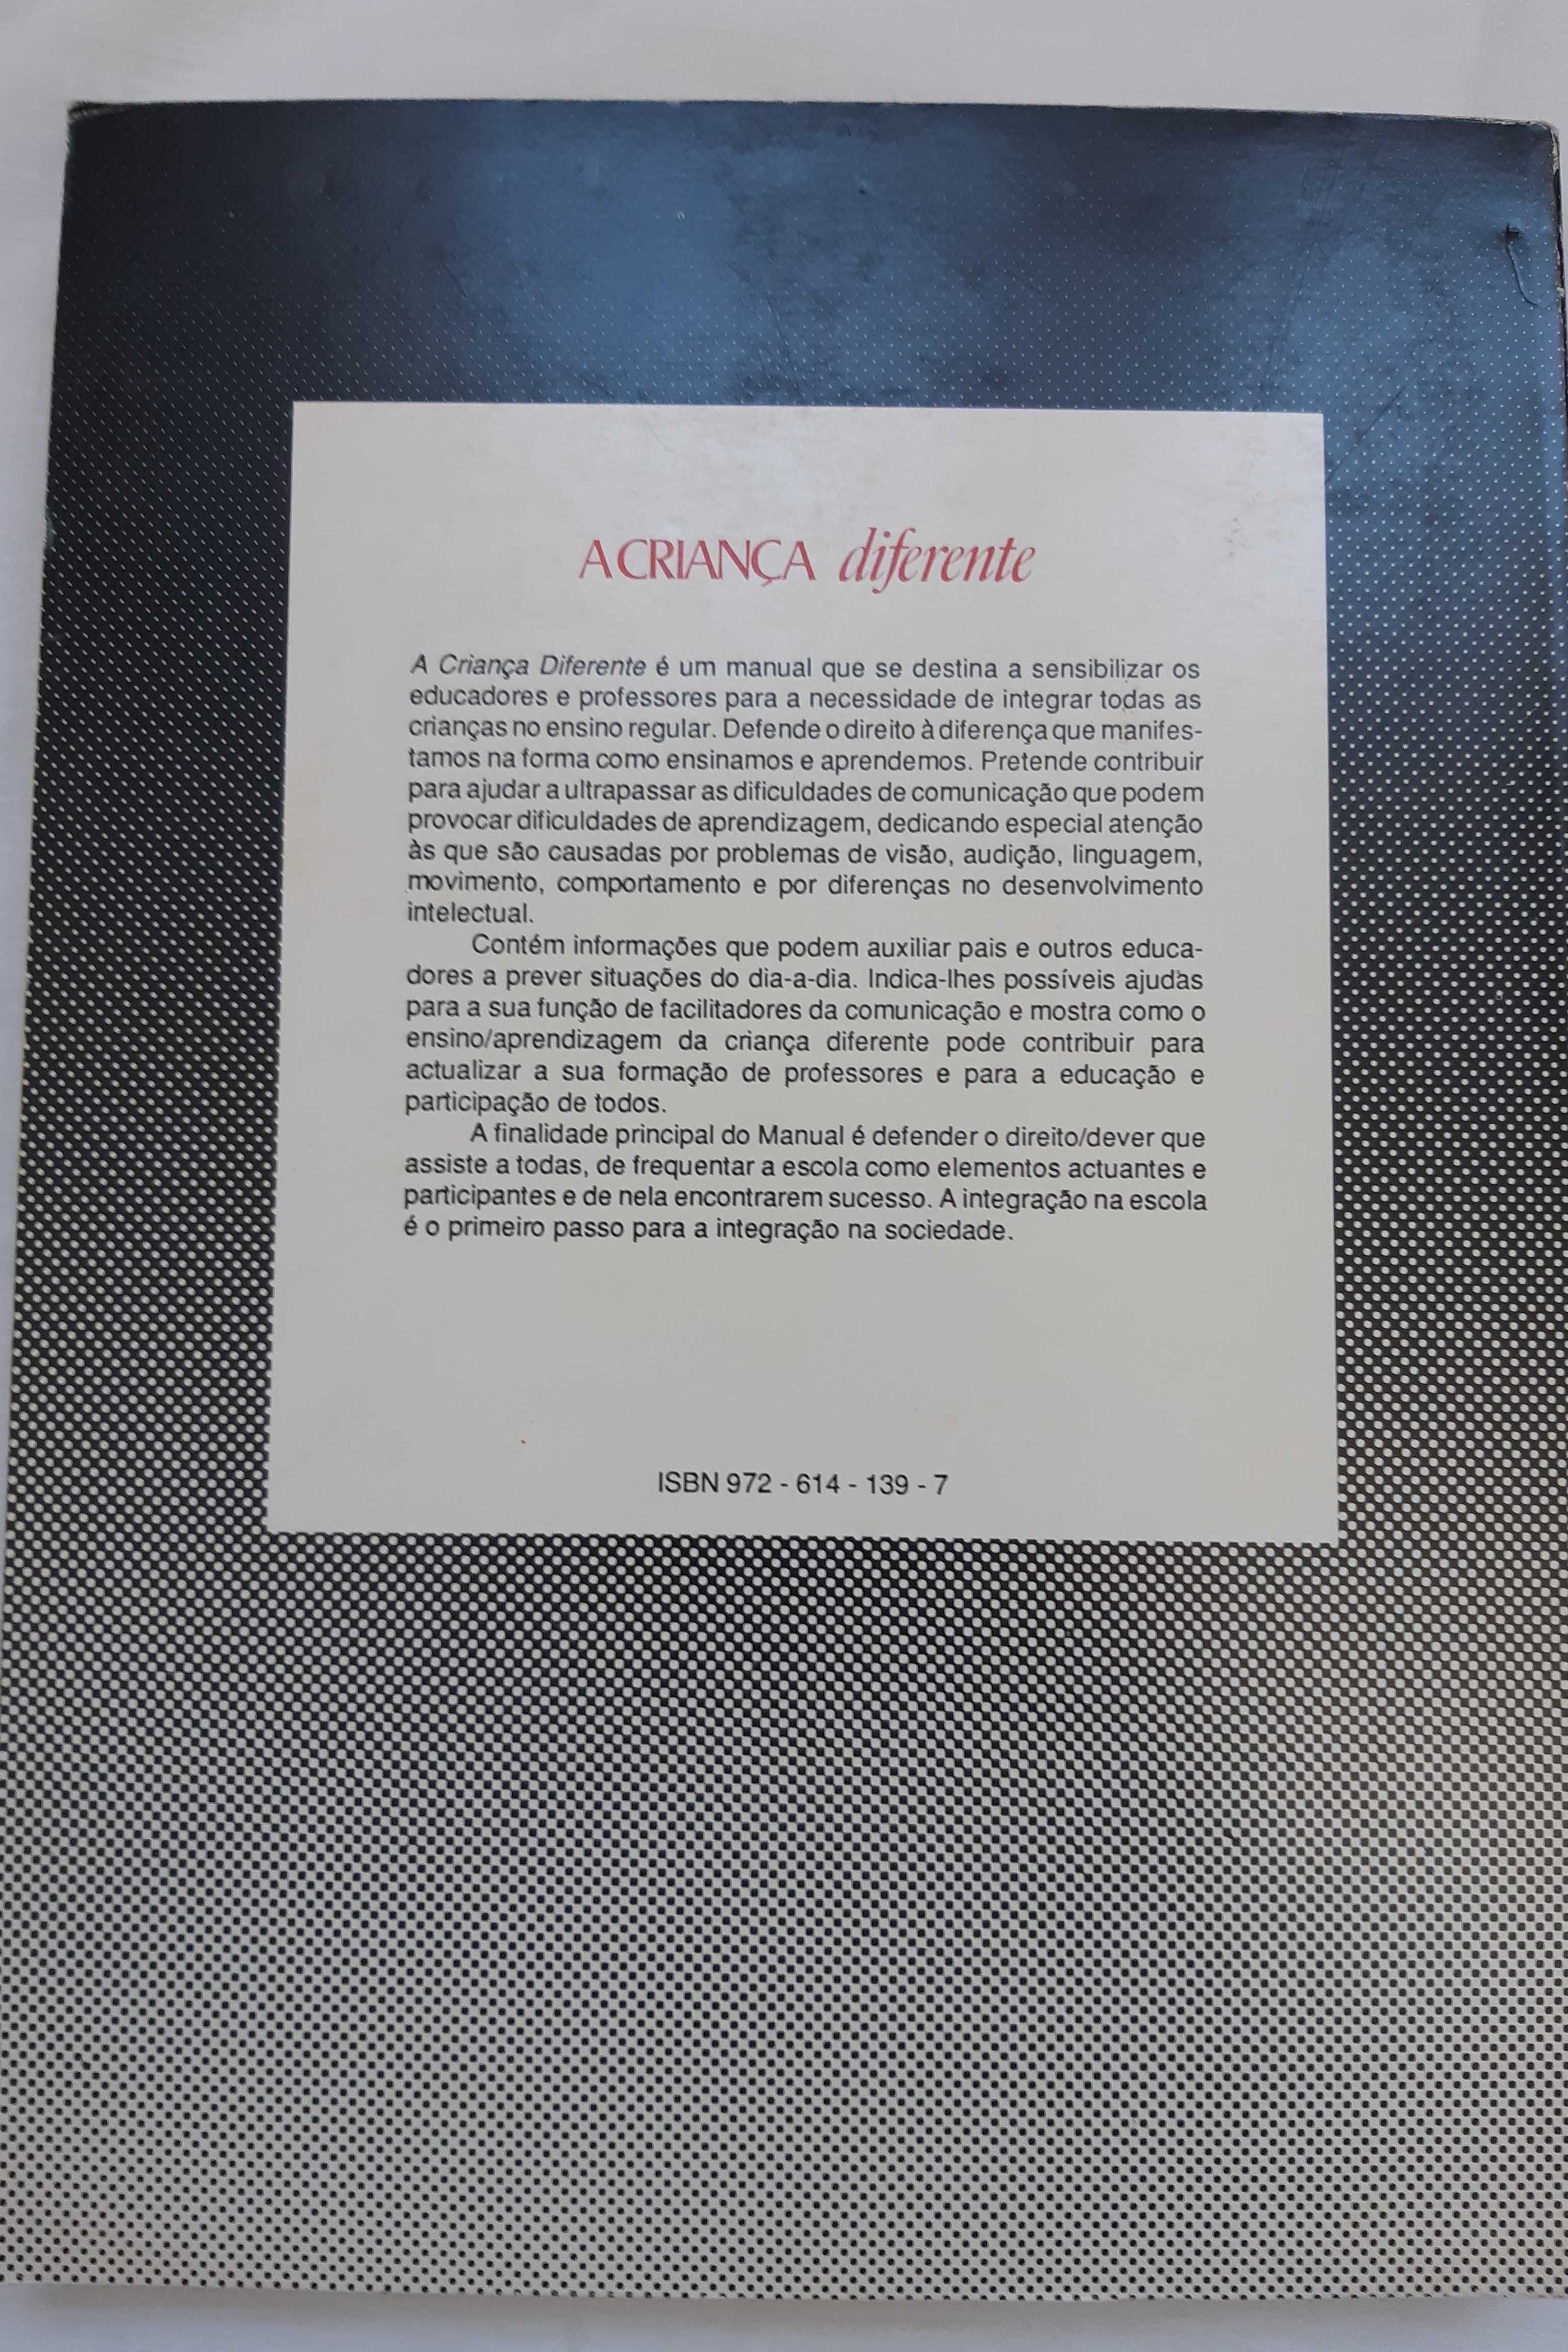 A CRIANÇA diferente
A Criança Diferente é um manual que se destina a sensibilizar os
educadores e professores para a necessidade de integrar todas as
crianças no ensino regular. Defende o direito à diferença que manifes-
tamos na forma como ensinamos e aprendemos. Pretende contribuir
para ajudar a ultrapassar as dificuldades de comunicação que podem
provocar dificuldades de aprendizagem, dedicando especial atenção
às que são causadas por problemas de visão, audição, linguagem,
movimento, comportamento e por diferenças no desenvolvimento
intelectual.
Contém informações que podem auxiliar pais e outros educa-
dores a prever situações do dia-a-dia. Indica-lhes possíveis ajudas
para a sua função de facilitadores da comunicação e mostra como o
ensino/aprendizagem da criança diferente pode contribuir para
actualizar a sua formação de professores e para a educação e
participação de todos.
A finalidade principal do Manual é defender o direito/dever que
assiste a todas, de frequentar a escola como elementos actuantes e
participantes e de nela encontrarem sucesso. A integração na escola
é o primeiro passo para a integração na sociedade.
ISBN 972 - 614 - 139 - 7